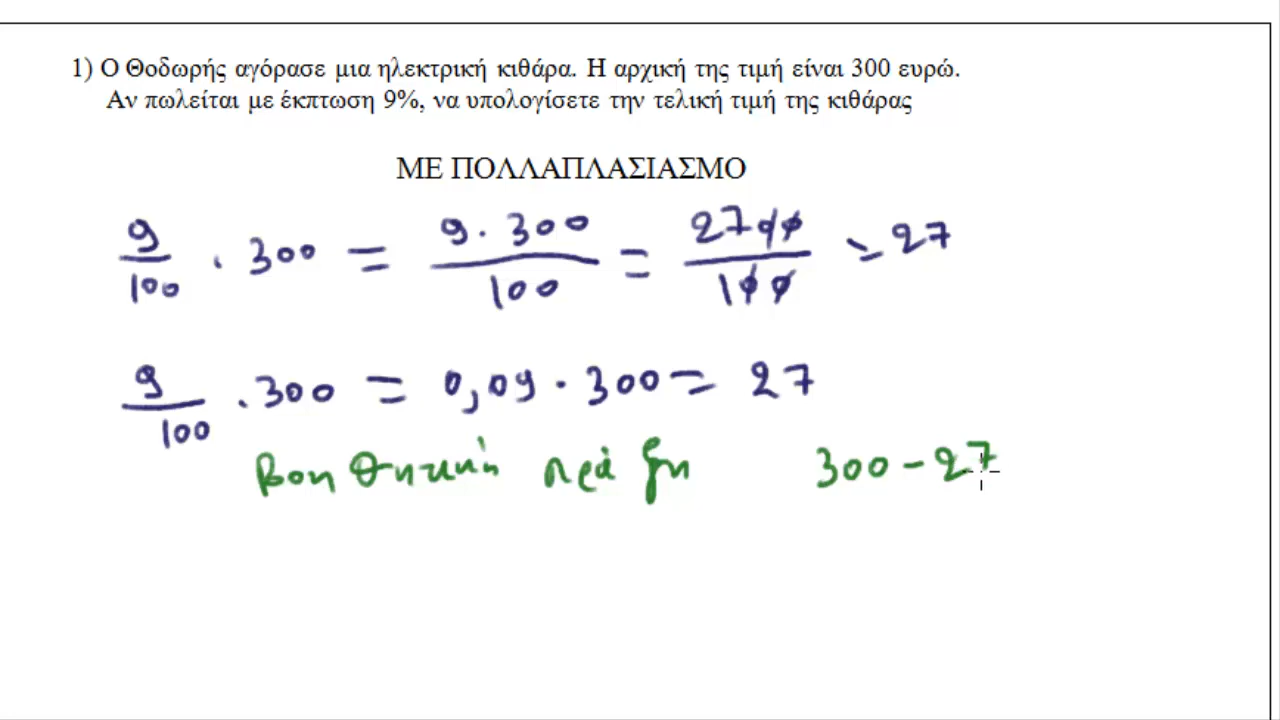 1) Ο Θοδωρής αγόρασε μια ηλεκτρική κιθάρα. Η αρχική της τιμή είναι 300 ευρώ.
Αν πωλείται με έκπτωση 9%, να υπολογίσετε την τελική τιμή της κιθάρας
ΜΕ ΠΟΛΛΑΠΛΑΣΙΑΣΜΟ
9/100 · 300 = 9·300/100 = 2700/100 = 27
9/100 · 300 = 0,09 · 300 = 27
Βοηθητική πράξη 300 - 27